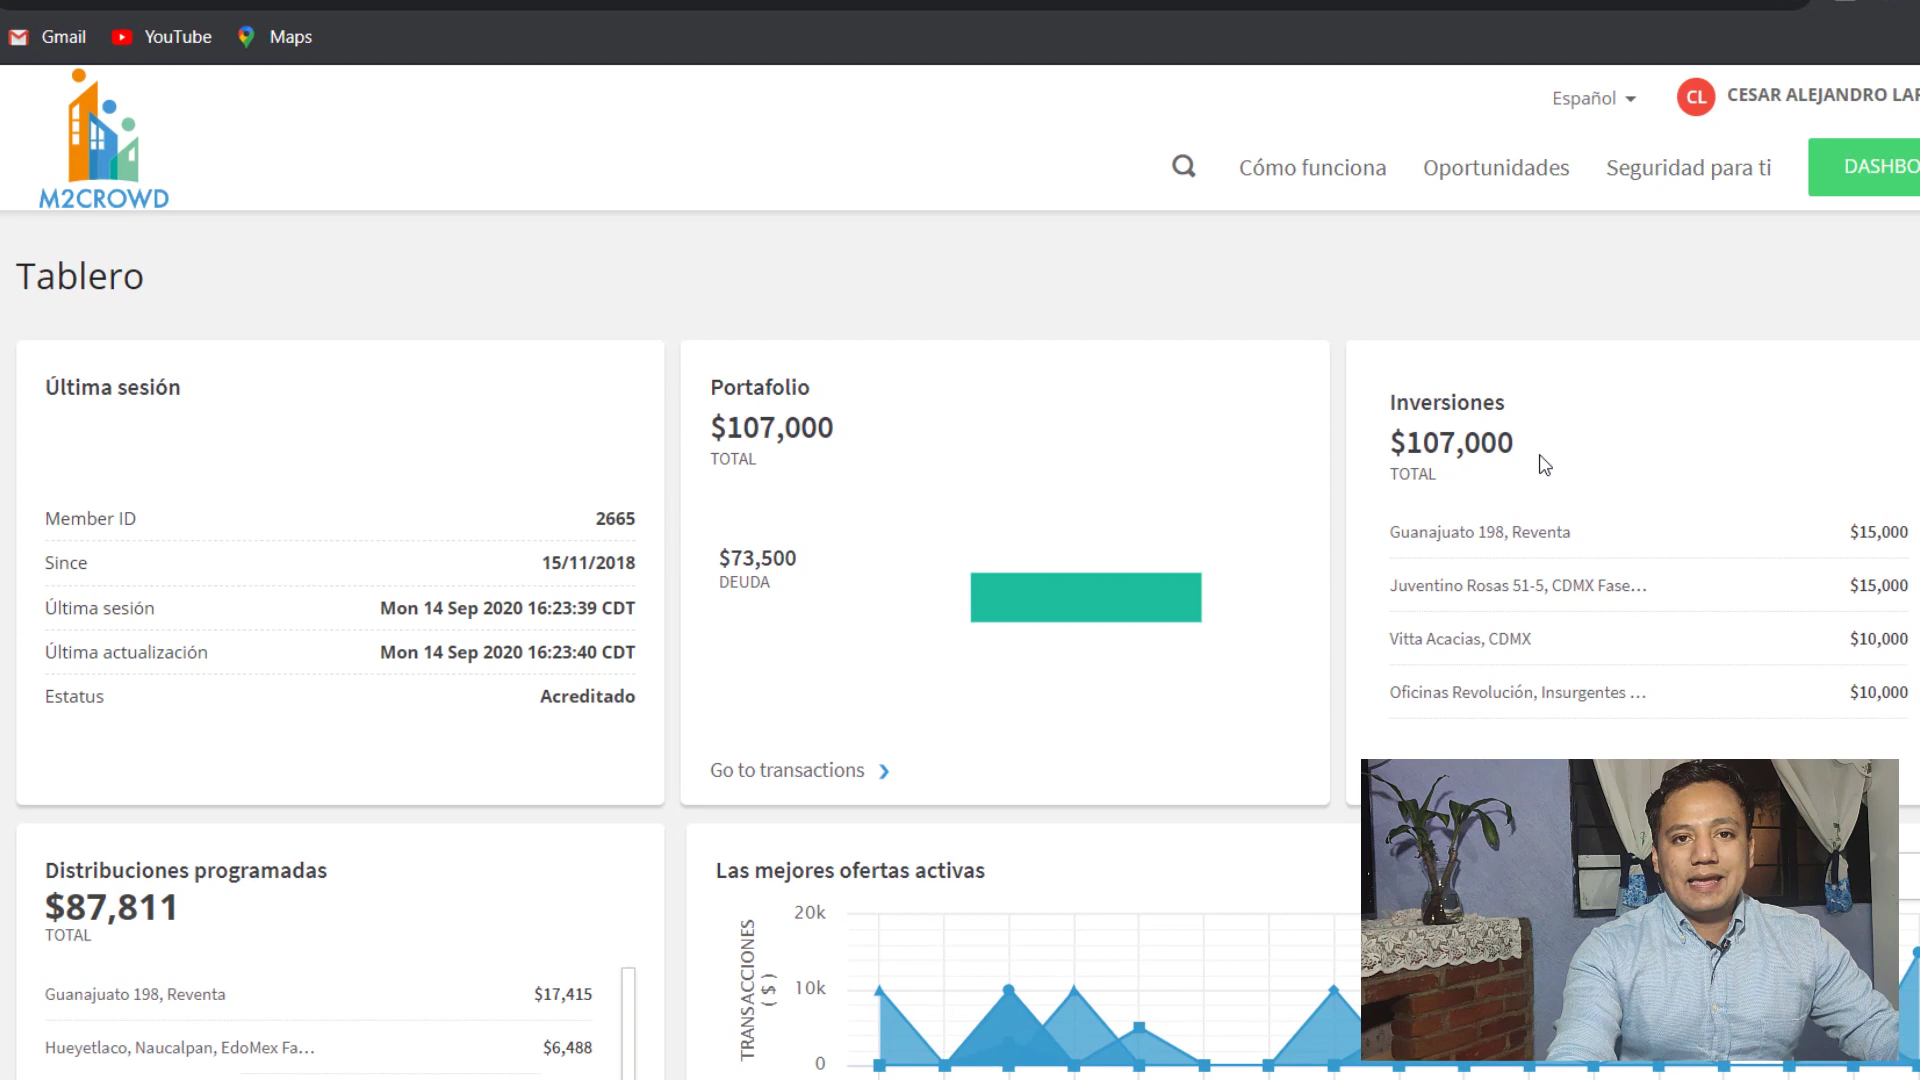 Gmail YouTube Maps
Español CL CESAR ALEJANDRO LAR
M2CROWD
Cómo funciona Oportunidades Seguridad para ti DASHBO
Tablero
Última sesión
Member ID 2665
Since 15/11/2018
Última sesión Mon 14 Sep 2020 16:23:39 CDT
Última actualización Mon 14 Sep 2020 16:23:40 CDT
Estatus Acreditado
Portafolio
$107,000
TOTAL
$73,500
DEUDA
Go to transactions
Inversiones
$107,000
TOTAL
Guanajuato 198, Reventa $15,000
Juventino Rosas 51-5, CDMX Fase... $15,000
Vitta Acacias, CDMX $10,000
Oficinas Revolución, Insurgentes ... $10,000
Distribuciones programadas
$87,811
TOTAL
Guanajuato 198, Reventa $17,415
Hueyetlaco, Naucalpan, EdoMex Fa... $6,488
Las mejores ofertas activas
TRANSACCIONES
( $ )
20k
10k
0